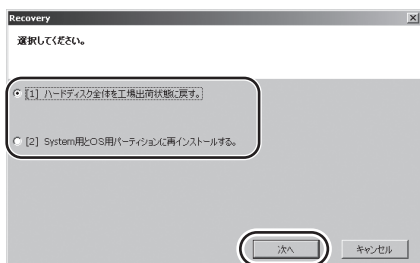 Recovery
選択してください。
[1] ハードディスク全体を工場出荷状態に戻す。
[2] System用とOS用パーティションに再インストールする。
次へ
キャンセル